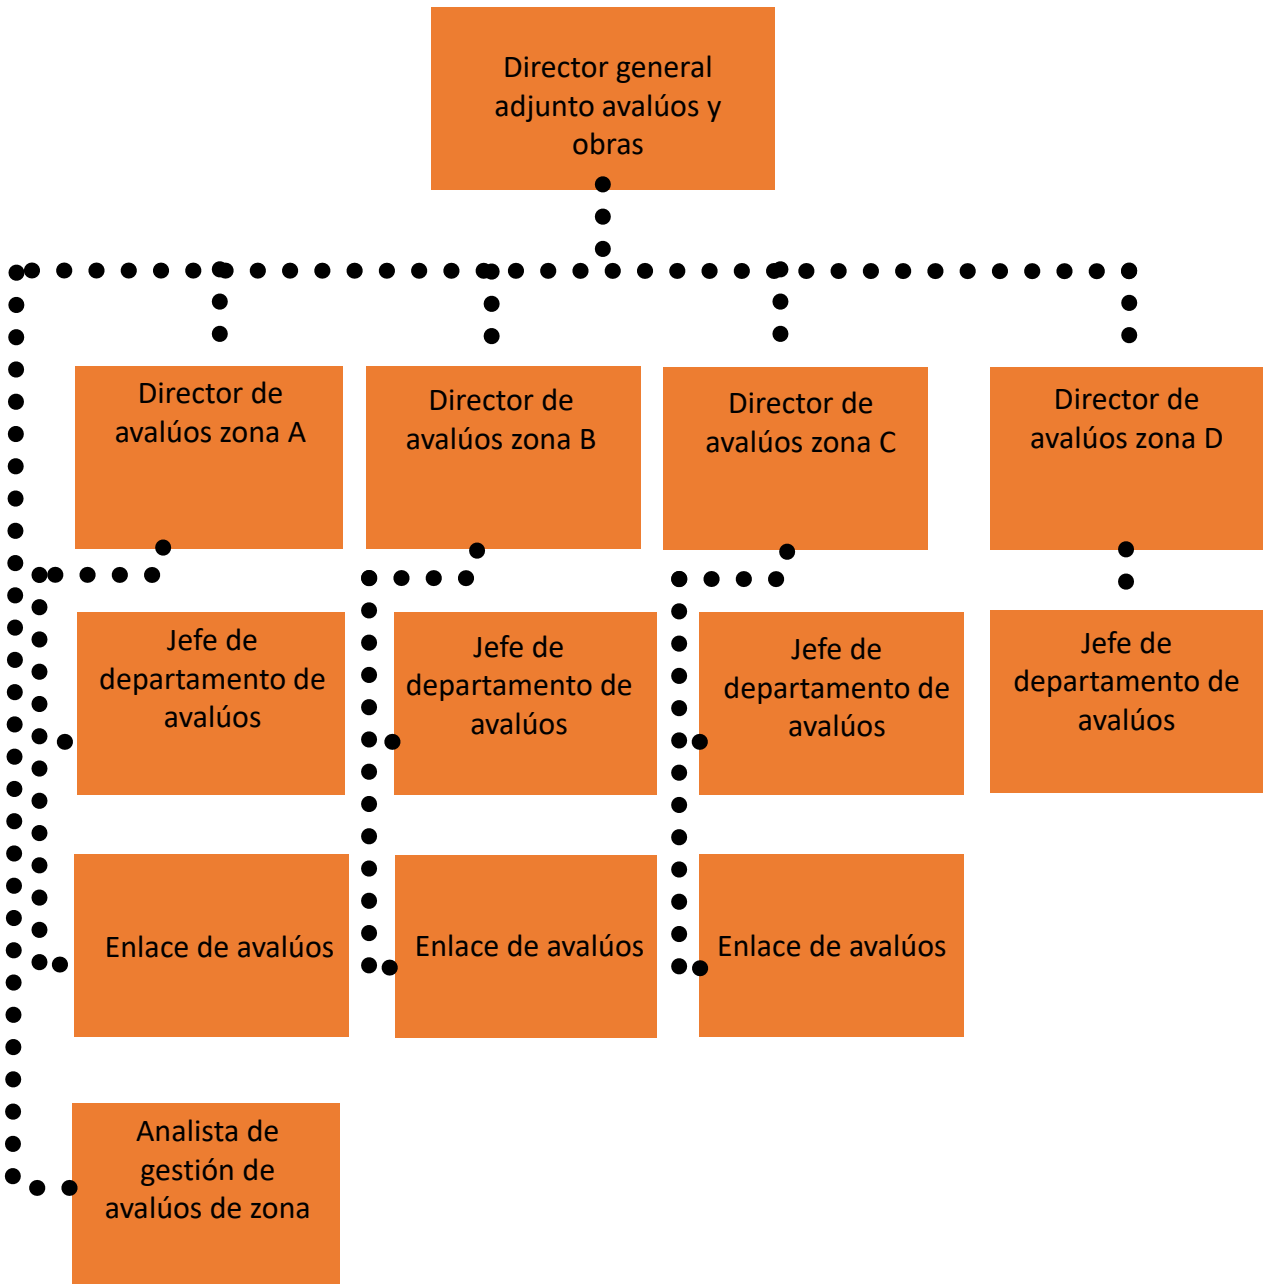 Director general
adjunto avalúos y
obras
Director de
avalúos zona A
Director de
avalúos zona B
Director de
avalúos zona C
Director de
avalúos zona D
Jefe de
departamento de
avalúos
Jefe de
departamento de
avalúos
Jefe de
departamento de
avalúos
Jefe de
departamento de
avalúos
Enlace de avalúos
Enlace de avalúos
Enlace de avalúos
Analista de
gestión de
avalúos de zona